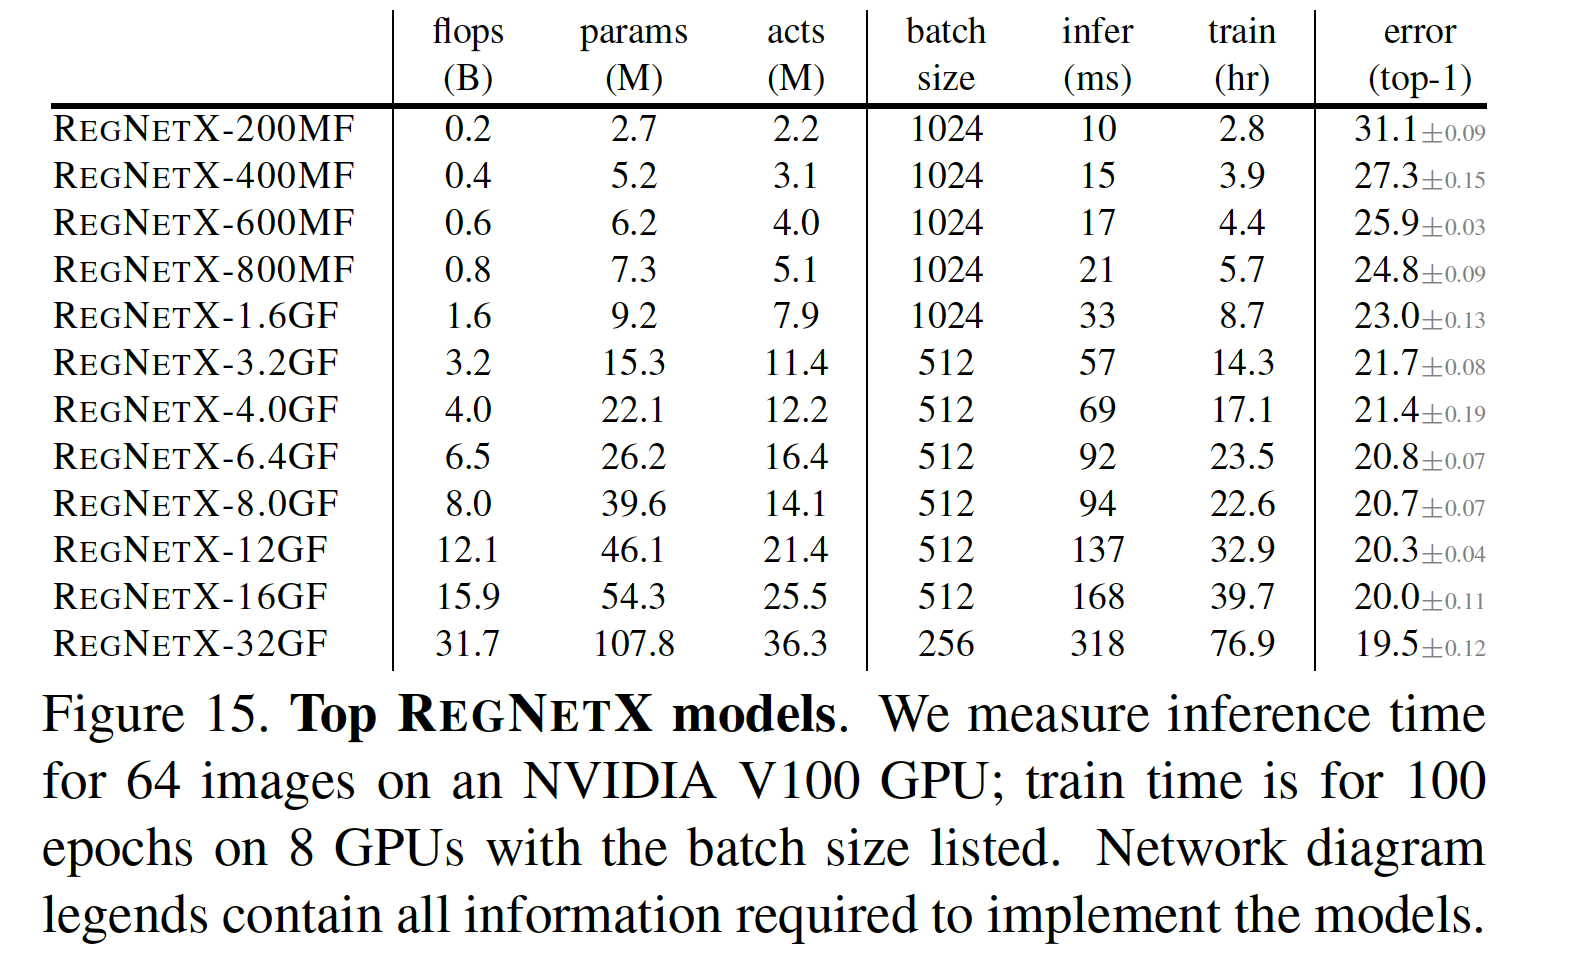 flops params acts batch infer train error
(B) (M) (M) size (ms) (hr) (top-1)
REGNETX-200MF 0.2 2.7 2.2 1024 10 2.8 31.1±0.09
REGNETX-400MF 0.4 5.2 3.1 1024 15 3.9 27.3±0.15
REGNETX-600MF 0.6 6.2 4.0 1024 17 4.4 25.9±0.03
REGNETX-800MF 0.8 7.3 5.1 1024 21 5.7 24.8±0.09
REGNETX-1.6GF 1.6 9.2 7.9 1024 33 8.7 23.0±0.13
REGNETX-3.2GF 3.2 15.3 11.4 512 57 14.3 21.7±0.08
REGNETX-4.0GF 4.0 22.1 12.2 512 69 17.1 21.4±0.19
REGNETX-6.4GF 6.5 26.2 16.4 512 92 23.5 20.8±0.07
REGNETX-8.0GF 8.0 39.6 14.1 512 94 22.6 20.7±0.07
REGNETX-12GF 12.1 46.1 21.4 512 137 32.9 20.3±0.04
REGNETX-16GF 15.9 54.3 25.5 512 168 39.7 20.0±0.11
REGNETX-32GF 31.7 107.8 36.3 256 318 76.9 19.5±0.12
Figure 15. Top REGNETX models. We measure inference time
for 64 images on an NVIDIA V100 GPU; train time is for 100
epochs on 8 GPUs with the batch size listed. Network diagram
legends contain all information required to implement the models.